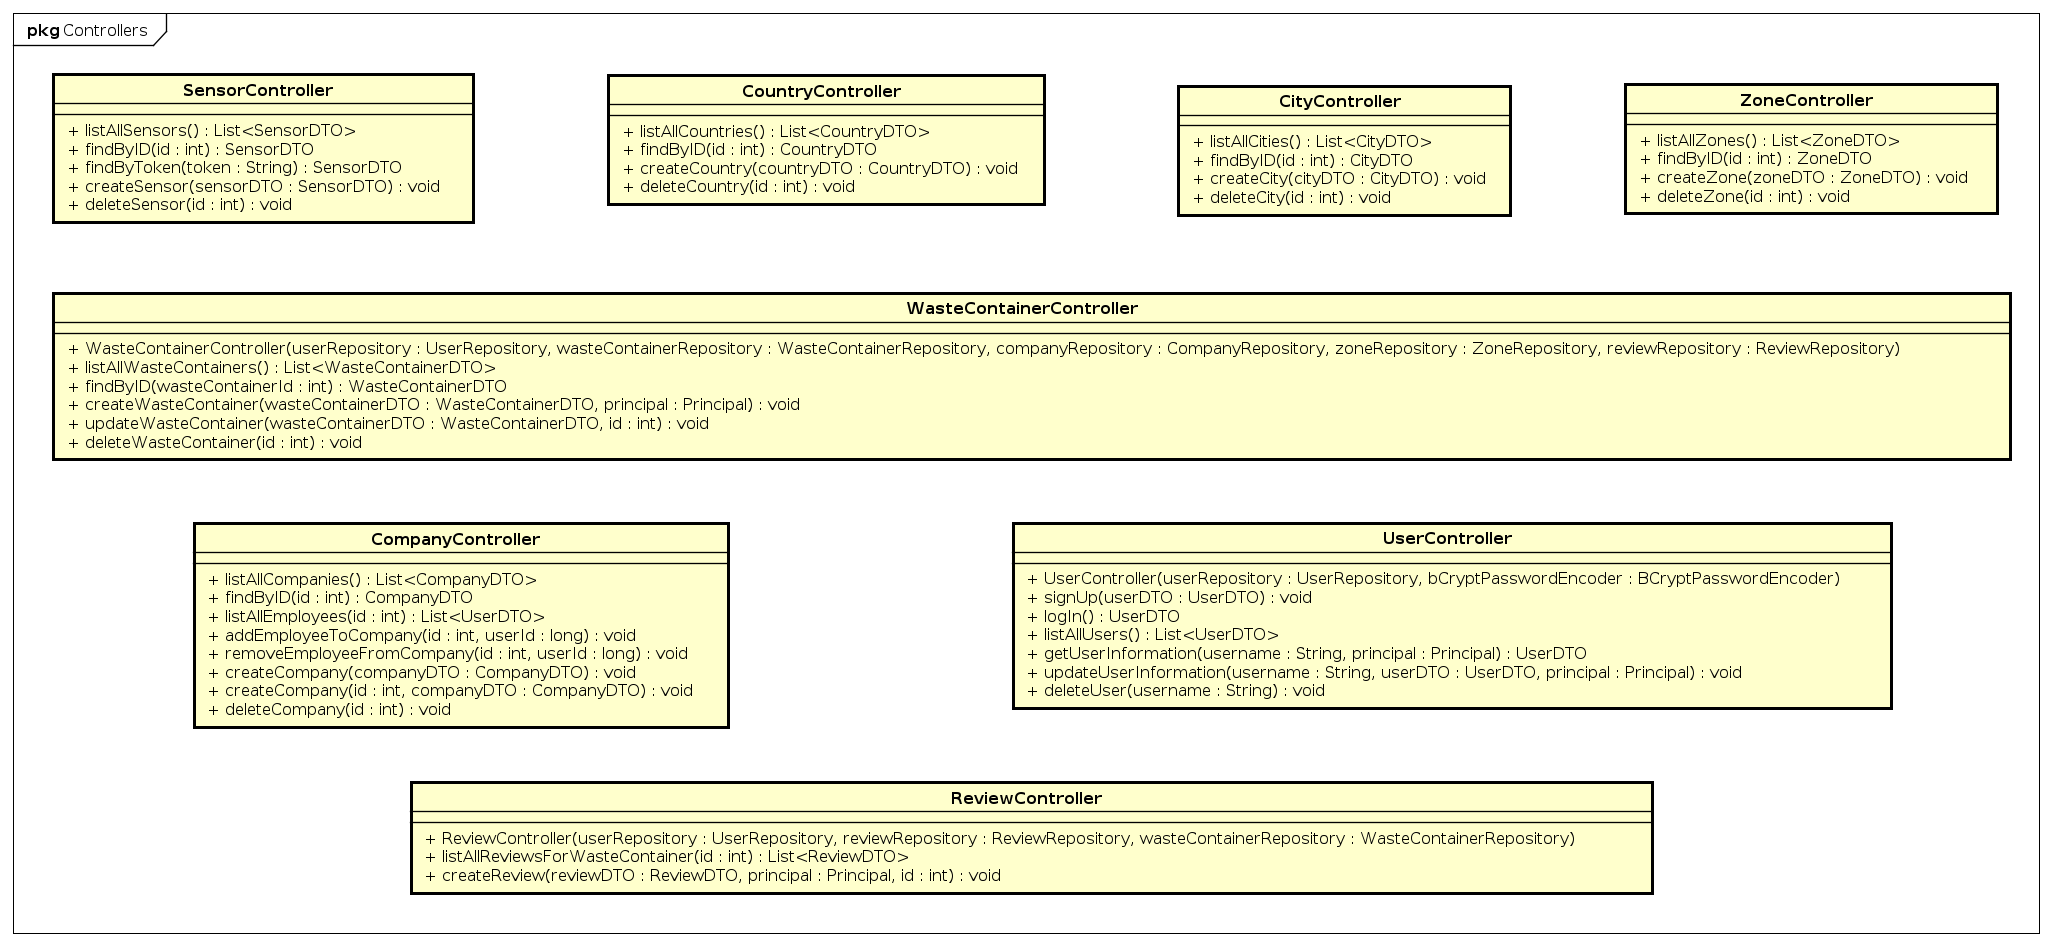 pkg Controllers
SensorController
+ listAllSensors() : List<SensorDTO>
+ findByID(id : int) : SensorDTO
+ findByToken(token : String) : SensorDTO
+ createSensor(sensorDTO : SensorDTO) : void
+ deleteSensor(id : int) : void
CountryController
+ listAllCountries() : List<CountryDTO>
+ findByID(id : int) : CountryDTO
+ createCountry(countryDTO : CountryDTO) : void
+ deleteCountry(id : int) : void
CityController
+ listAllCities() : List<CityDTO>
+ findByID(id : int) : CityDTO
+ createCity(cityDTO : CityDTO) : void
+ deleteCity(id : int) : void
ZoneController
+ listAllZones() : List<ZoneDTO>
+ findByID(id : int) : ZoneDTO
+ createZone(zoneDTO : ZoneDTO) : void
+ deleteZone(id : int) : void
WasteContainerController
+ WasteContainerController(userRepository : UserRepository, wasteContainerRepository : WasteContainerRepository, companyRepository : CompanyRepository, zoneRepository : ZoneRepository, reviewRepository : ReviewRepository)
+ listAllWasteContainers() : List<WasteContainerDTO>
+ findByID(wasteContainerId : int) : WasteContainerDTO
+ createWasteContainer(wasteContainerDTO : WasteContainerDTO, principal : Principal) : void
+ updateWasteContainer(wasteContainerDTO : WasteContainerDTO, id : int) : void
+ deleteWasteContainer(id : int) : void
CompanyController
+ listAllCompanies() : List<CompanyDTO>
+ findByID(id : int) : CompanyDTO
+ listAllEmployees(id : int) : List<UserDTO>
+ addEmployeeToCompany(id : int, userId : long) : void
+ removeEmployeeFromCompany(id : int, userId : long) : void
+ createCompany(companyDTO : CompanyDTO) : void
+ createCompany(id : int, companyDTO : CompanyDTO) : void
+ deleteCompany(id : int) : void
UserController
+ UserController(userRepository : UserRepository, bCryptPasswordEncoder : BCryptPasswordEncoder)
+ signUp(userDTO : UserDTO) : void
+ logIn() : UserDTO
+ listAllUsers() : List<UserDTO>
+ getUserInformation(username : String, principal : Principal) : UserDTO
+ updateUserInformation(username : String, userDTO : UserDTO, principal : Principal) : void
+ deleteUser(username : String) : void
ReviewController
+ ReviewController(userRepository : UserRepository, reviewRepository : ReviewRepository, wasteContainerRepository : WasteContainerRepository)
+ listAllReviewsForWasteContainer(id : int) : List<ReviewDTO>
+ createReview(reviewDTO : ReviewDTO, principal : Principal, id : int) : void